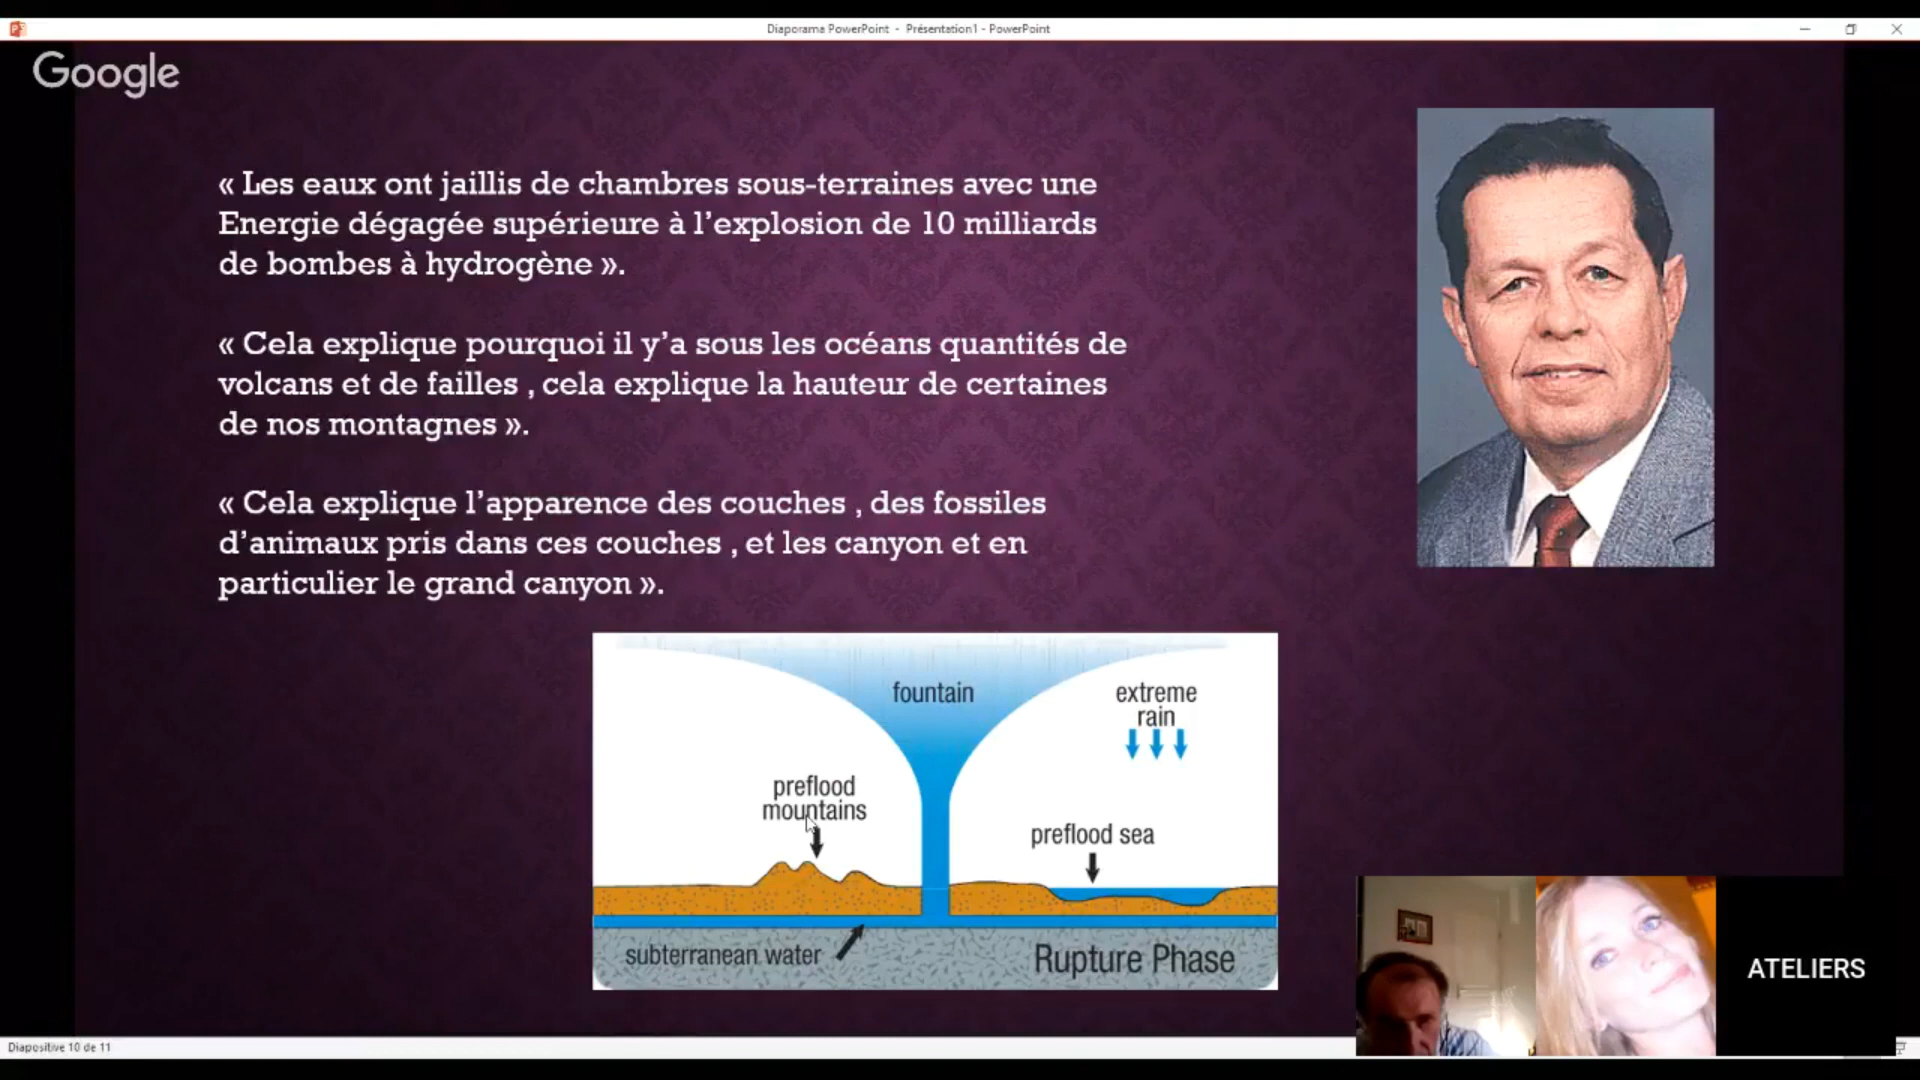 Diaporama PowerPoint - Présentation1 - PowerPoint
Google
« Les eaux ont jaillis de chambres sous-terraines avec une
Energie dégagée supérieure à l’explosion de 10 milliards
de bombes à hydrogène ».
« Cela explique pourquoi il y’a sous les océans quantités de
volcans et de failles , cela explique la hauteur de certaines
de nos montagnes ».
« Cela explique l’apparence des couches , des fossiles
d’animaux pris dans ces couches , et les canyon et en
particulier le grand canyon ».
fountain
extreme
rain
preflood
mountains
preflood sea
subterranean water
Rupture Phase
ATELIERS
Diapositive 10 de 11